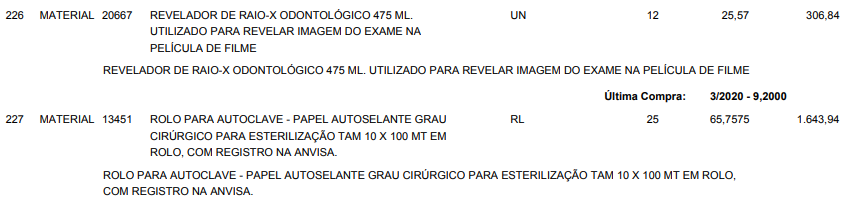 226 MATERIAL 20667 REVELADOR DE RAIO-X ODONTOLÓGICO 475 ML. UN 12 25,57 306,84
UTILIZADO PARA REVELAR IMAGEM DO EXAME NA
PELÍCULA DE FILME
REVELADOR DE RAIO-X ODONTOLÓGICO 475 ML. UTILIZADO PARA REVELAR IMAGEM DO EXAME NA PELÍCULA DE FILME
Última Compra: 3/2020 - 9,2000
227 MATERIAL 13451 ROLO PARA AUTOCLAVE - PAPEL AUTOSELANTE GRAU RL 25 65,7575 1.643,94
CIRÚRGICO PARA ESTERILIZAÇÃO TAM 10 X 100 MT EM
ROLO, COM REGISTRO NA ANVISA.
ROLO PARA AUTOCLAVE - PAPEL AUTOSELANTE GRAU CIRÚRGICO PARA ESTERILIZAÇÃO TAM 10 X 100 MT EM ROLO,
COM REGISTRO NA ANVISA.